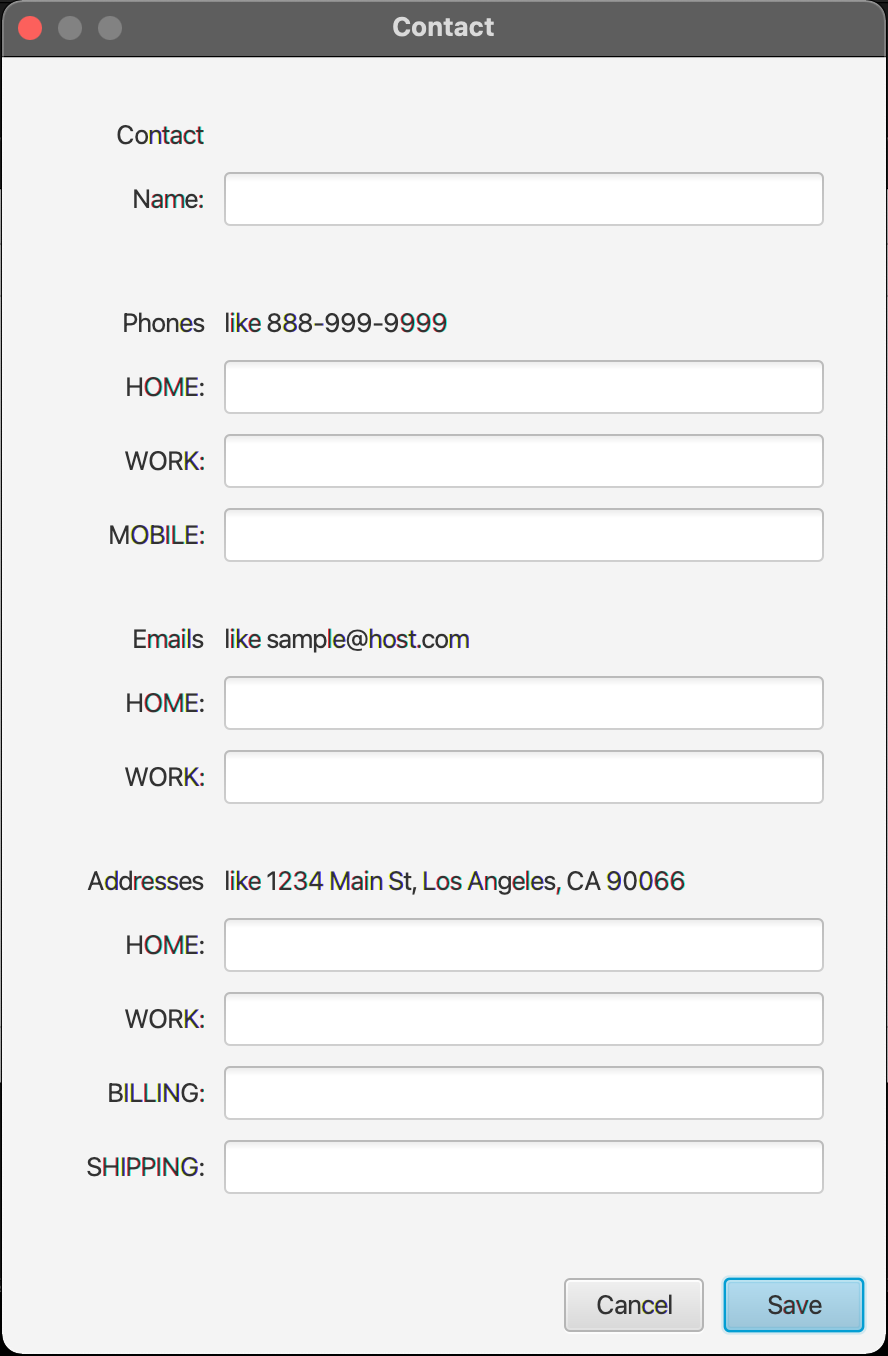 Contact
Contact
Name:
Phones like 888-999-9999
HOME:
WORK:
MOBILE:
Emails like sample@host.com
HOME:
WORK:
Addresses like 1234 Main St, Los Angeles, CA 90066
HOME:
WORK:
BILLING:
SHIPPING:
Cancel Save